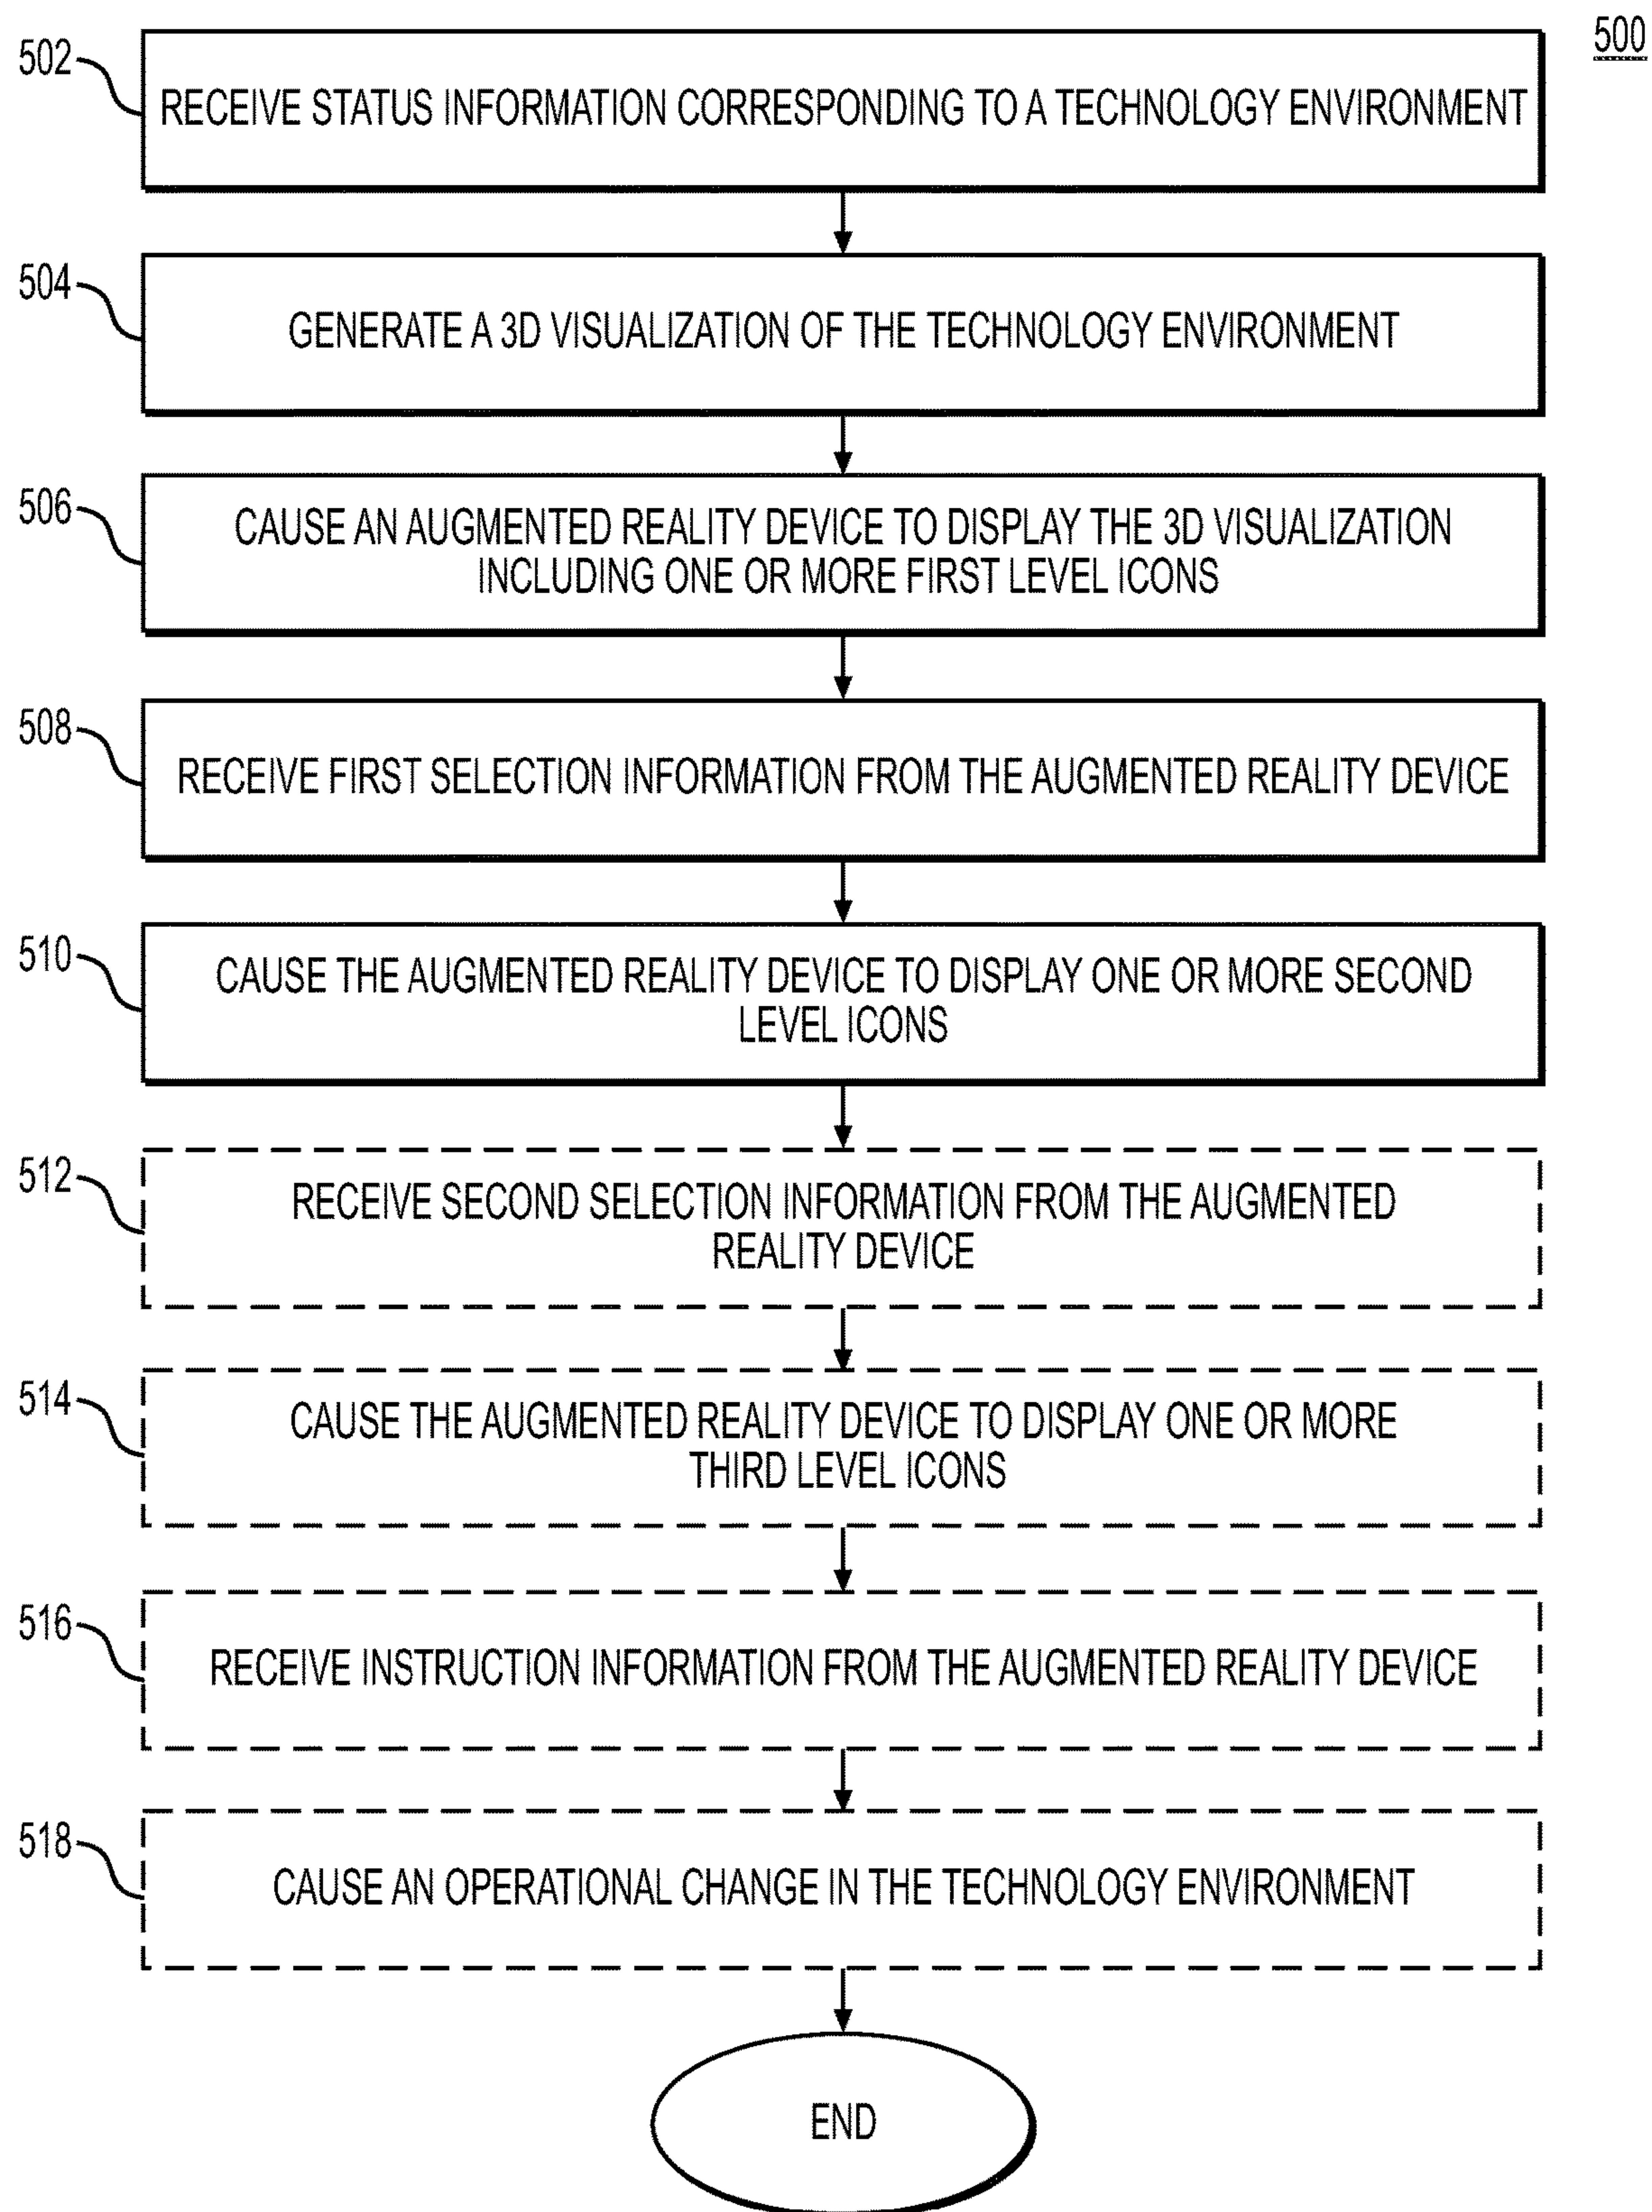 500
502
RECEIVE STATUS INFORMATION CORRESPONDING TO A TECHNOLOGY ENVIRONMENT
504
GENERATE A 3D VISUALIZATION OF THE TECHNOLOGY ENVIRONMENT
506
CAUSE AN AUGMENTED REALITY DEVICE TO DISPLAY THE 3D VISUALIZATION
INCLUDING ONE OR MORE FIRST LEVEL ICONS
508
RECEIVE FIRST SELECTION INFORMATION FROM THE AUGMENTED REALITY DEVICE
510
CAUSE THE AUGMENTED REALITY DEVICE TO DISPLAY ONE OR MORE SECOND
LEVEL ICONS
512
RECEIVE SECOND SELECTION INFORMATION FROM THE AUGMENTED
REALITY DEVICE
514
CAUSE THE AUGMENTED REALITY DEVICE TO DISPLAY ONE OR MORE
THIRD LEVEL ICONS
516
RECEIVE INSTRUCTION INFORMATION FROM THE AUGMENTED REALITY DEVICE
518
CAUSE AN OPERATIONAL CHANGE IN THE TECHNOLOGY ENVIRONMENT
END